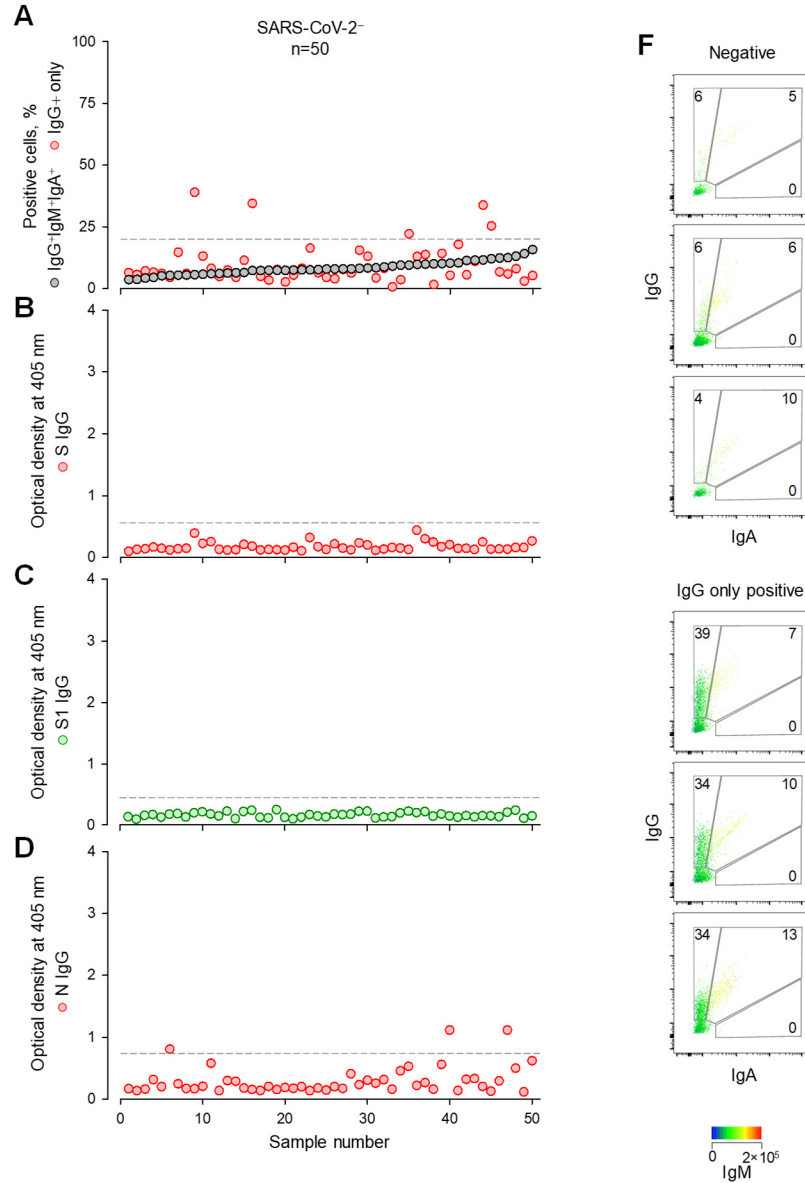 A
SARS-CoV-2⁻
n=50
Positive cells, %
IgG⁺IgM⁺IgA⁺ IgG+ only
100
75
50
25
0
B
Optical density at 405 nm
S IgG
4
3
2
1
0
C
Optical density at 405 nm
S1 IgG
4
3
2
1
0
D
Optical density at 405 nm
N IgG
4
3
2
1
0
0 10 20 30 40 50
Sample number
F
Negative
6 5
0
IgG
6 6
0
4 10
0
IgA
IgG only positive
39 7
0
IgG
34 10
0
34 13
0
IgA
0 2×10⁵
IgM